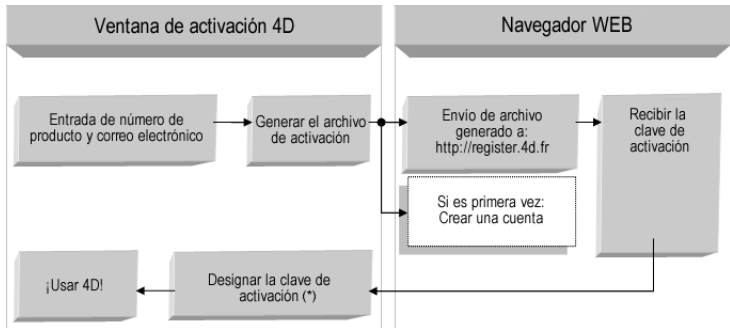 Ventana de activación 4D
Navegador WEB
Entrada de número de
producto y correo electrónico
Generar el archivo
de activación
Envio de archivo
generado a:
http://register.4d.fr
Recibir la
clave de
activación
Si es primera vez:
Crear una cuenta
¡Usar 4D!
Designar la clave de
activación (*)